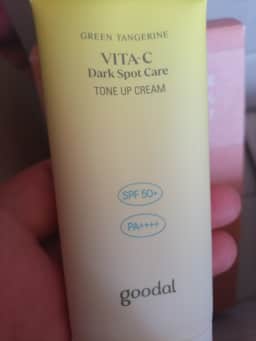 GREEN TANGERINE
VITA·C
Dark Spot Care
TONE UP CREAM
SPF 50+
PA++++
goodal